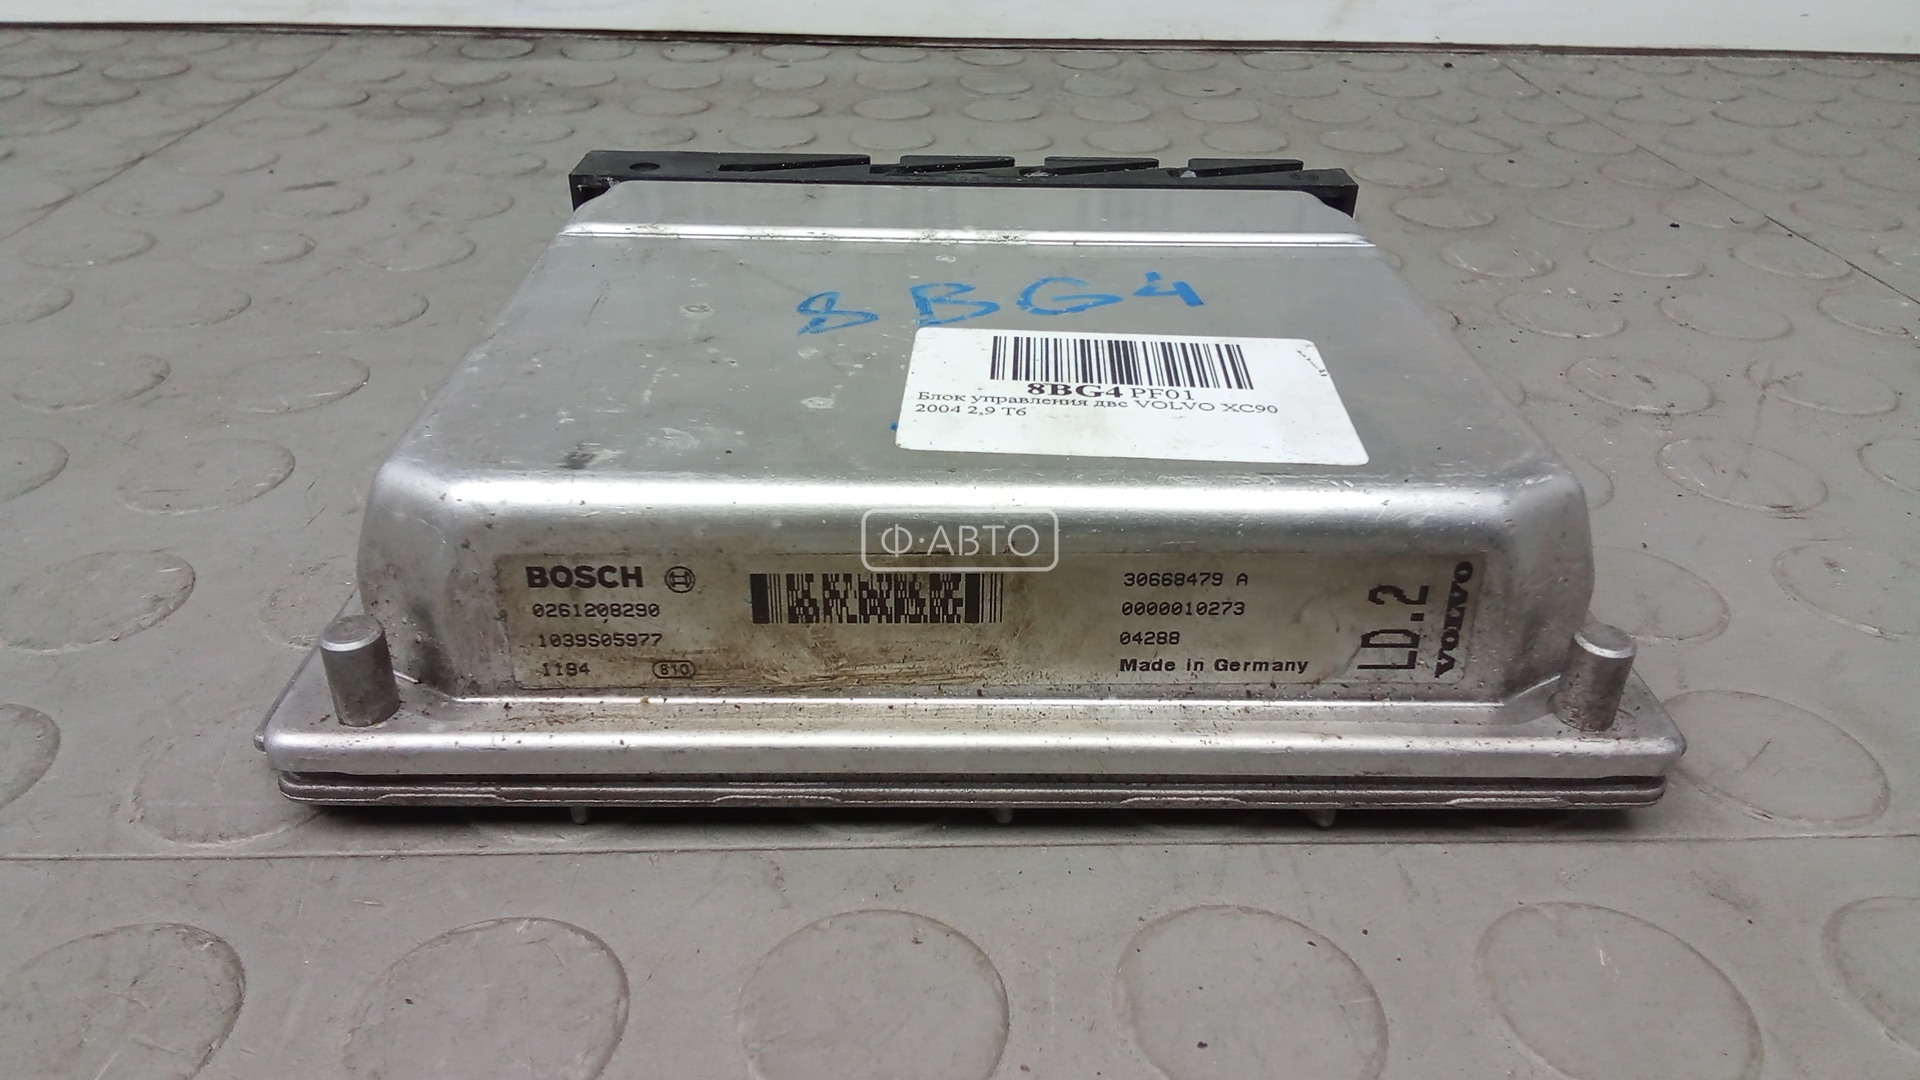 8BG4
8BG4 PF01
Блок управления двс VOLVO XC90
2004 2,9 T6
Ф·АВТО
BOSCH
0261208290
1039S05977
1194 810
30668479 A
0000010273
04288
Made in Germany
LD.2
VOLVO